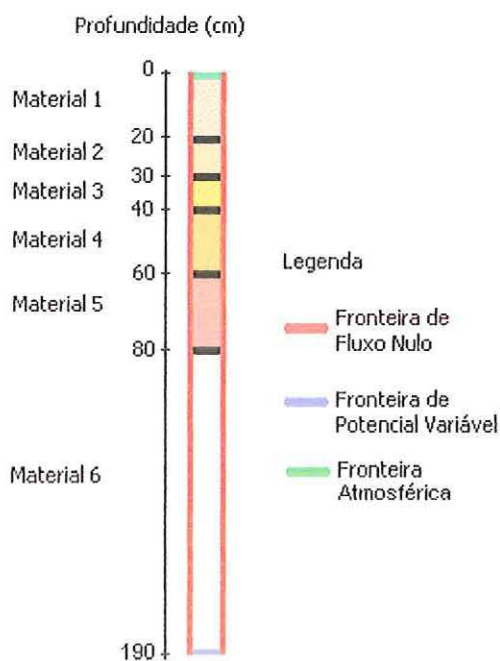 Profundidade (cm)
0
Material 1
20
Material 2
30
Material 3
40
Material 4
60
Material 5
80
Material 6
190
Legenda
Fronteira de
Fluxo Nulo
Fronteira de
Potencial Variável
Fronteira
Atmosférica